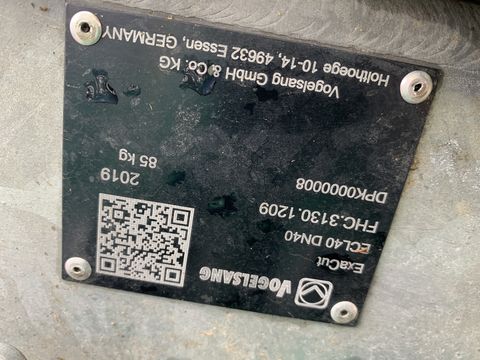 VOGELSANG
ExaCut
ECL40 DN40
FHC.3130.1209
DPK0000008
2019
85 kg
Vogelsang GmbH & Co. KG
Holthoege 10-14, 49632 Essen, GERMANY